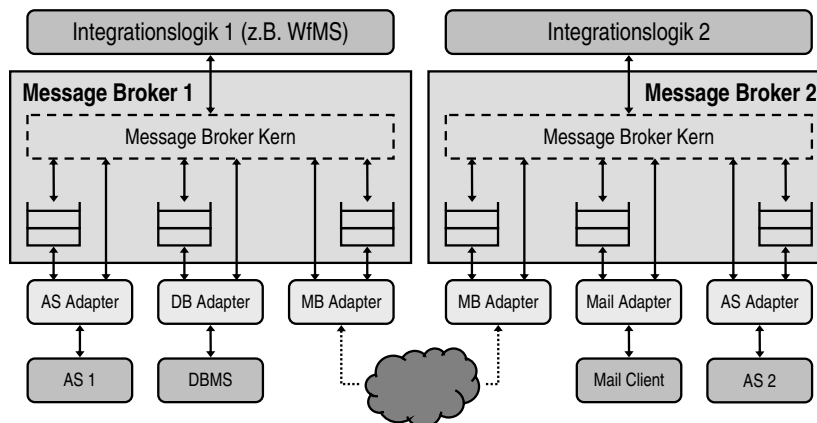 Integrationslogik 1 (z.B. WfMS)
Integrationslogik 2
Message Broker 1
Message Broker 2
Message Broker Kern
Message Broker Kern
AS Adapter
DB Adapter
MB Adapter
MB Adapter
Mail Adapter
AS Adapter
AS 1
DBMS
Mail Client
AS 2